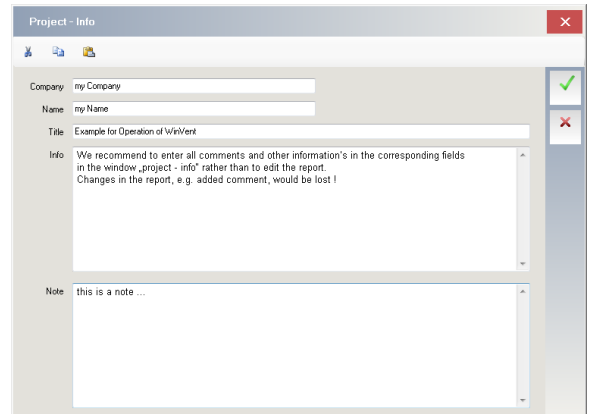 Project - Info
Company my Company
Name my Name
Title Example for Operation of WinVent
Info We recommend to enter all comments and other information's in the corresponding fields
in the window „project - info" rather than to edit the report.
Changes in the report, e.g. added comment, would be lost !
Note this is a note ...